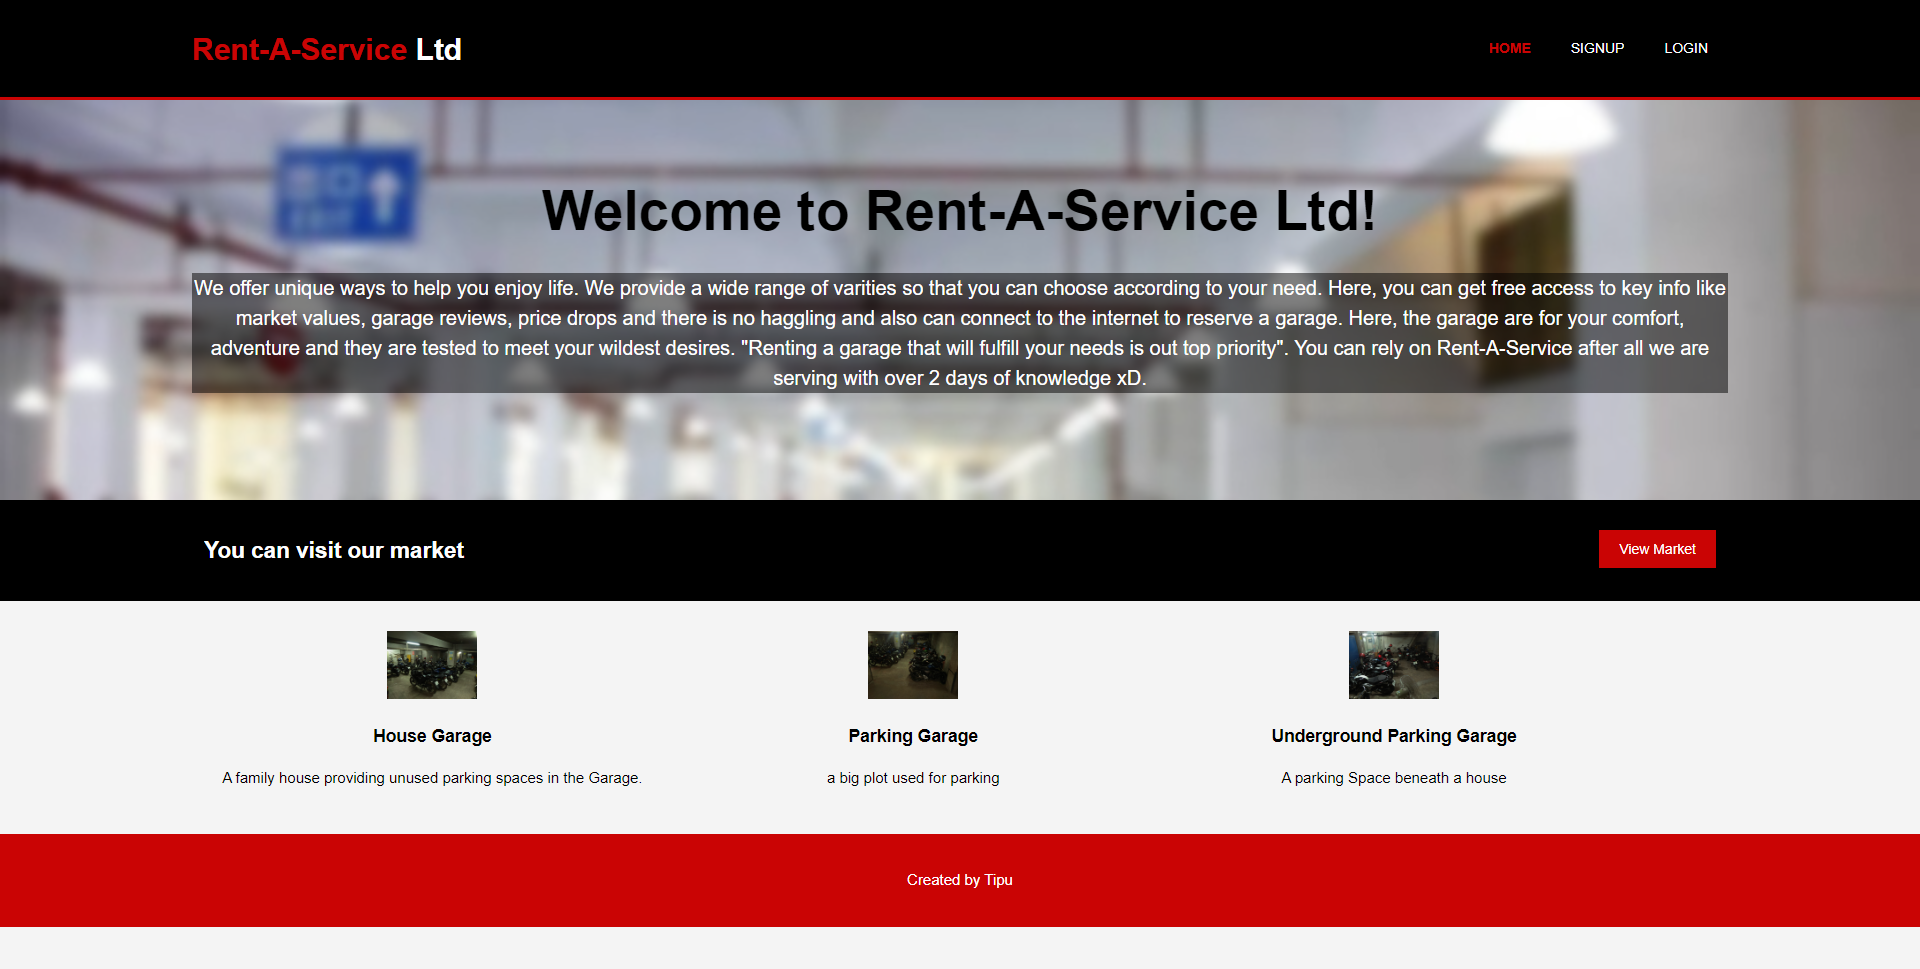 Rent-A-Service Ltd
HOME SIGNUP LOGIN
EXIT
Welcome to Rent-A-Service Ltd!
We offer unique ways to help you enjoy life. We provide a wide range of varities so that you can choose according to your need. Here, you can get free access to key info like
market values, garage reviews, price drops and there is no haggling and also can connect to the internet to reserve a garage. Here, the garage are for your comfort,
adventure and they are tested to meet your wildest desires. "Renting a garage that will fulfill your needs is out top priority". You can rely on Rent-A-Service after all we are
serving with over 2 days of knowledge xD.
You can visit our market
View Market
House Garage
Parking Garage
Underground Parking Garage
A family house providing unused parking spaces in the Garage.
a big plot used for parking
A parking Space beneath a house
Created by Tipu